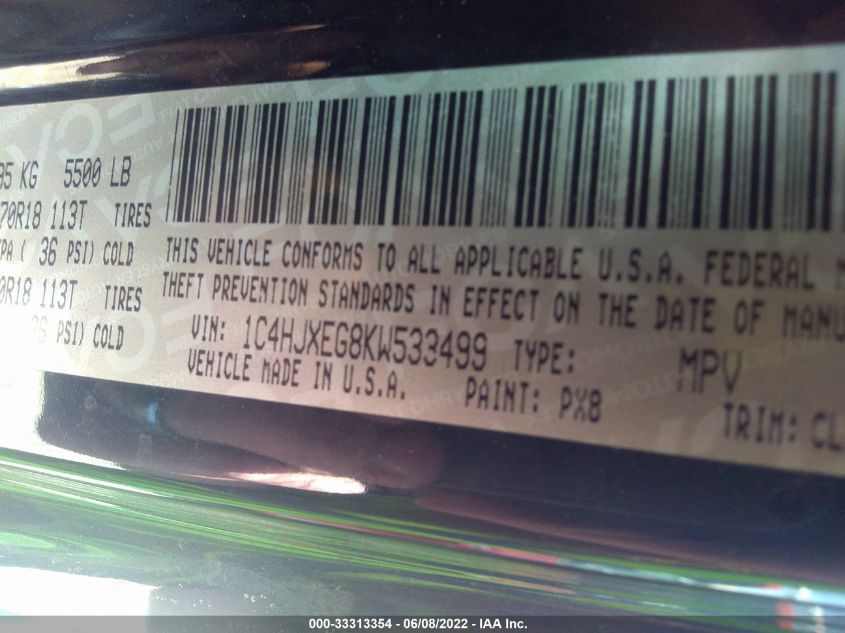 95 KG 5500 LB
70R18 113T TIRES
PA ( 36 PSI) COLD
0R18 113T TIRES
36 PSI) COLD
THIS VEHICLE CONFORMS TO ALL APPLICABLE U.S.A. FEDERAL
THEFT PREVENTION STANDARDS IN EFFECT ON THE DATE OF MANU
VIN: 1C4HJXEG8KW533499 TYPE: MPV
VEHICLE MADE IN U.S.A. PAINT: PX8 TRIM: CL
000-33313354 - 06/08/2022 - IAA Inc.